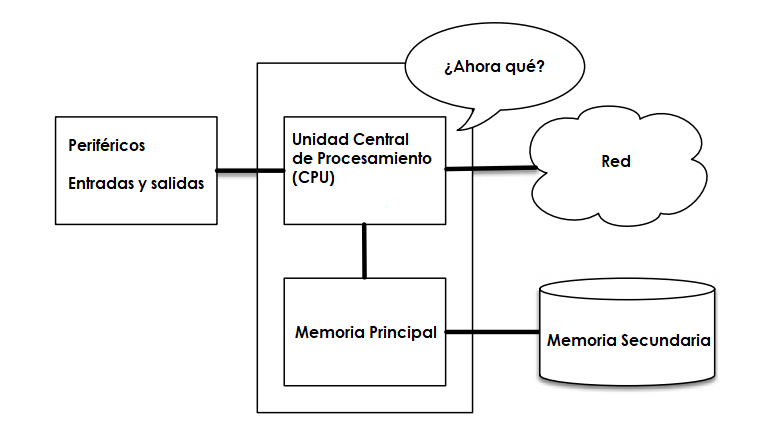 ¿Ahora qué?
Periféricos
Entradas y salidas
Unidad Central
de Procesamiento
(CPU)
Red
Memoria Principal
Memoria Secundaria